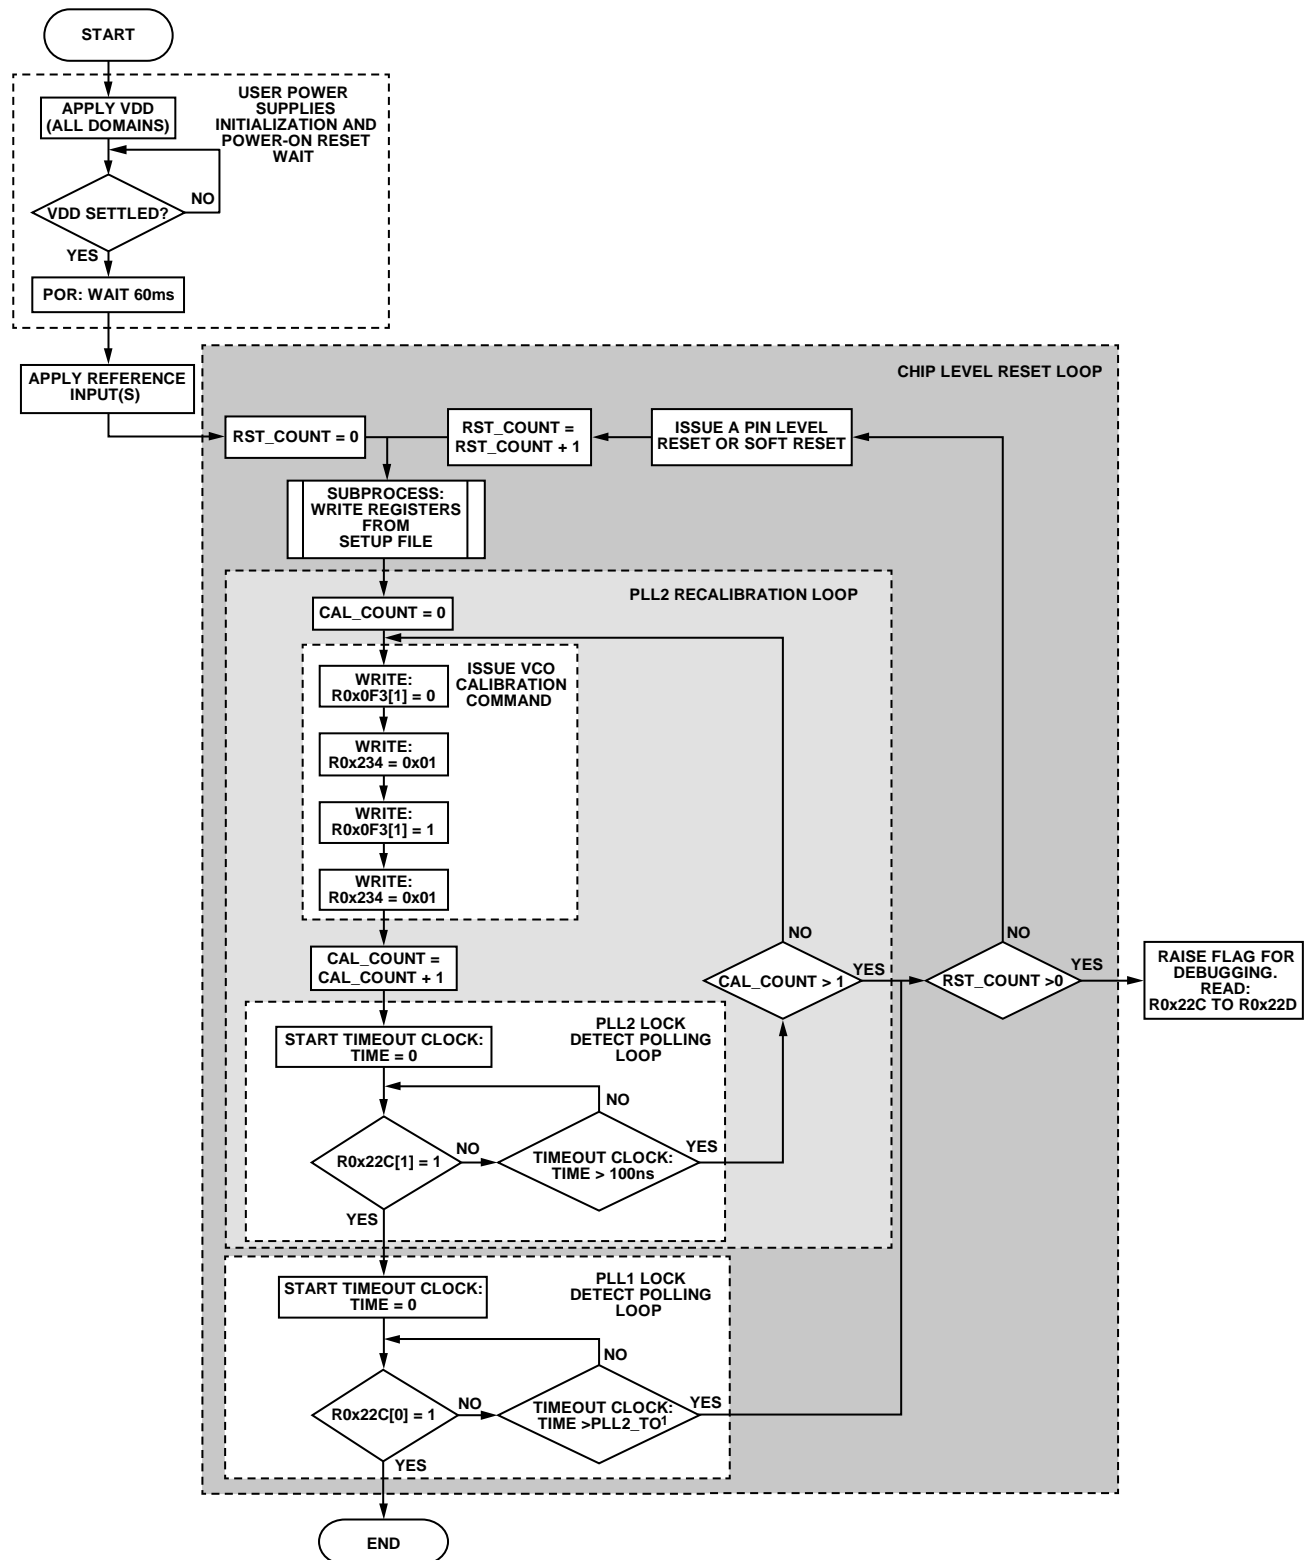 START
USER POWER
SUPPLIES
INITIALIZATION AND
POWER-ON RESET
WAIT
APPLY VDD
(ALL DOMAINS)
NO
VDD SETTLED?
YES
POR: WAIT 60ms
APPLY REFERENCE
INPUT(S)
CHIP LEVEL RESET LOOP
RST_COUNT = 0
RST_COUNT =
RST_COUNT + 1
ISSUE A PIN LEVEL
RESET OR SOFT RESET
SUBPROCESS:
WRITE REGISTERS
FROM
SETUP FILE
PLL2 RECALIBRATION LOOP
CAL_COUNT = 0
ISSUE VCO
CALIBRATION
COMMAND
WRITE:
R0x0F3[1] = 0
WRITE:
R0x234 = 0x01
WRITE:
R0x0F3[1] = 1
WRITE:
R0x234 = 0x01
CAL_COUNT =
CAL_COUNT + 1
NO
CAL_COUNT > 1
YES
NO
RST_COUNT >0
YES
RAISE FLAG FOR
DEBUGGING.
READ:
R0x22C TO R0x22D
PLL2 LOCK
DETECT POLLING
LOOP
START TIMEOUT CLOCK:
TIME = 0
NO
R0x22C[1] = 1
NO
TIMEOUT CLOCK:
TIME > 100ns
YES
YES
PLL1 LOCK
DETECT POLLING
LOOP
START TIMEOUT CLOCK:
TIME = 0
NO
R0x22C[0] = 1
NO
TIMEOUT CLOCK:
TIME >PLL2_TO1
YES
YES
END